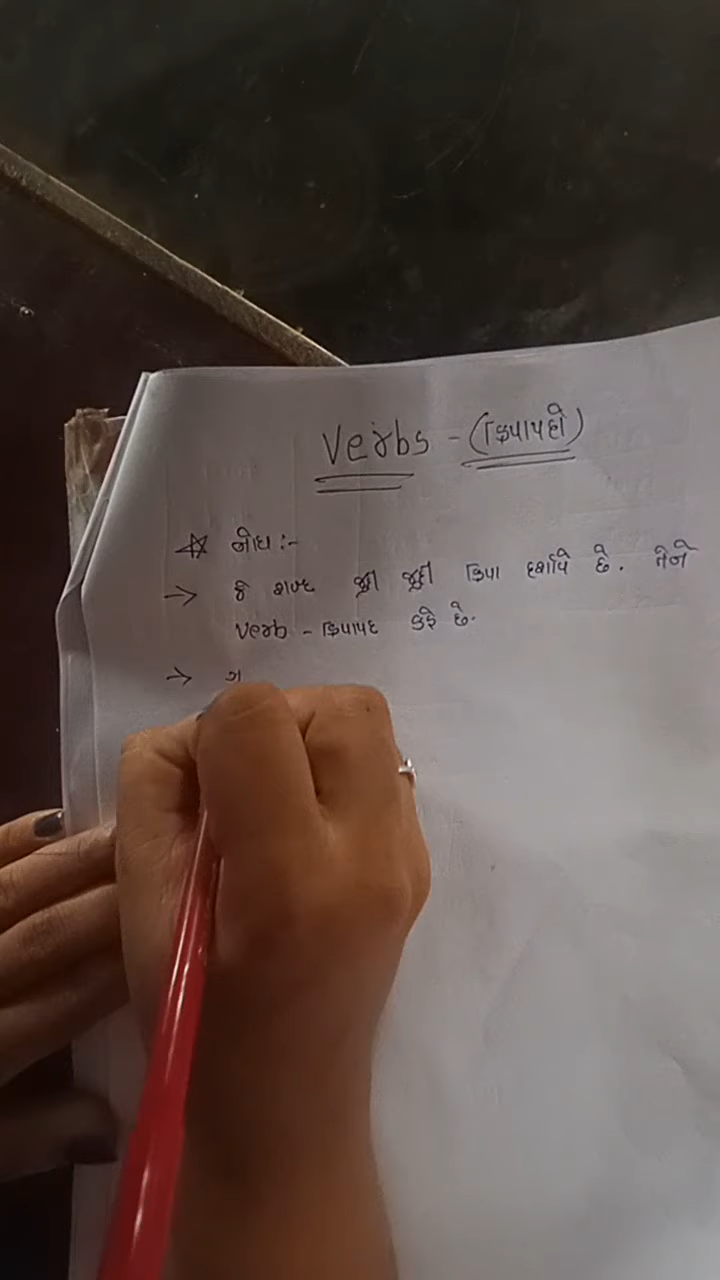 Verbs - (ક્રિયાપદો)
☆ નોંધ :-
→ જે શબ્દ જુદી જુદી ક્રિયા દર્શાવે છે. તેને
Verb - ક્રિયાપદ કહે છે.
→